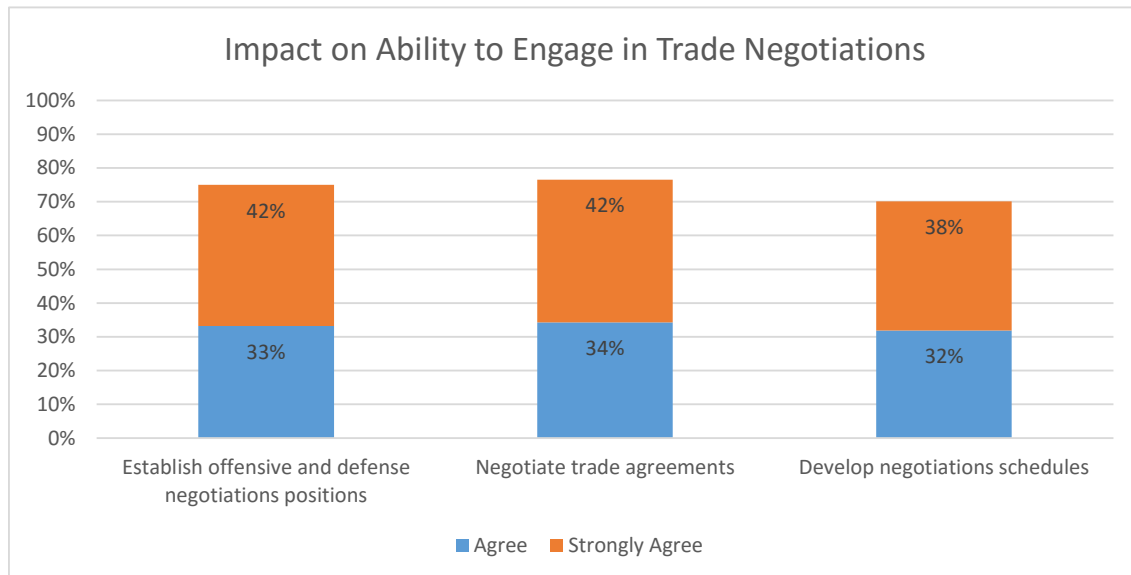 Impact on Ability to Engage in Trade Negotiations
100%
90%
80%
70%
60%
50%
40%
30%
20%
10%
0%
42%
42%
38%
33%
34%
32%
Establish offensive and defense
negotiations positions
Negotiate trade agreements
Develop negotiations schedules
Agree
Strongly Agree